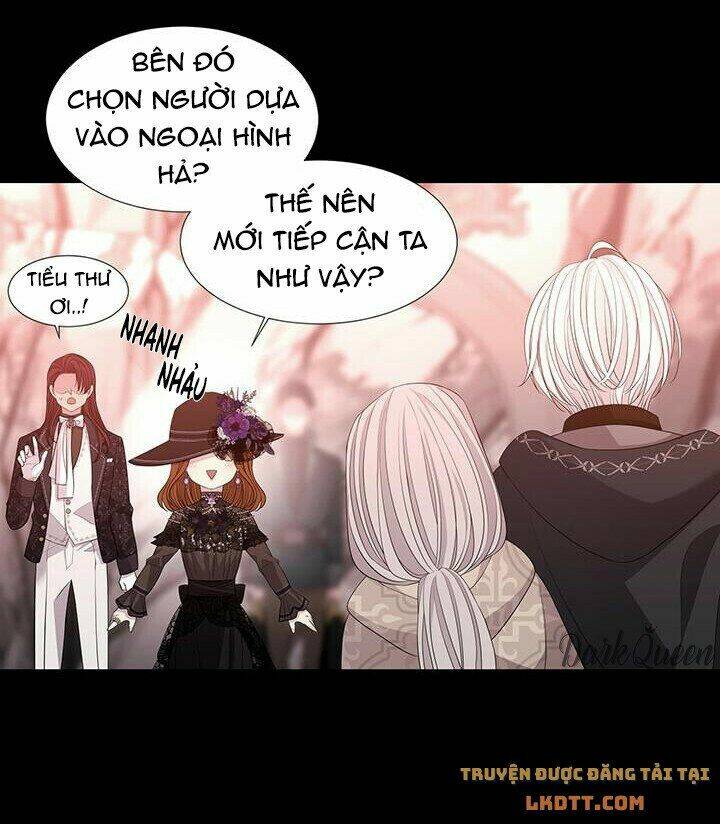 BÊN ĐÓ
CHỌN NGƯỜI DỰA
VÀO NGOẠI HÌNH
HẢ?
THẾ NÊN
MỚI TIẾP CẬN TA
NHƯ VẬY?
TIỂU THƯ
ƠI..!
NHANH
NHẢU
DarkQueen
TRUYỆN ĐƯỢC ĐĂNG TẢI TẠI
LKDTT.COM